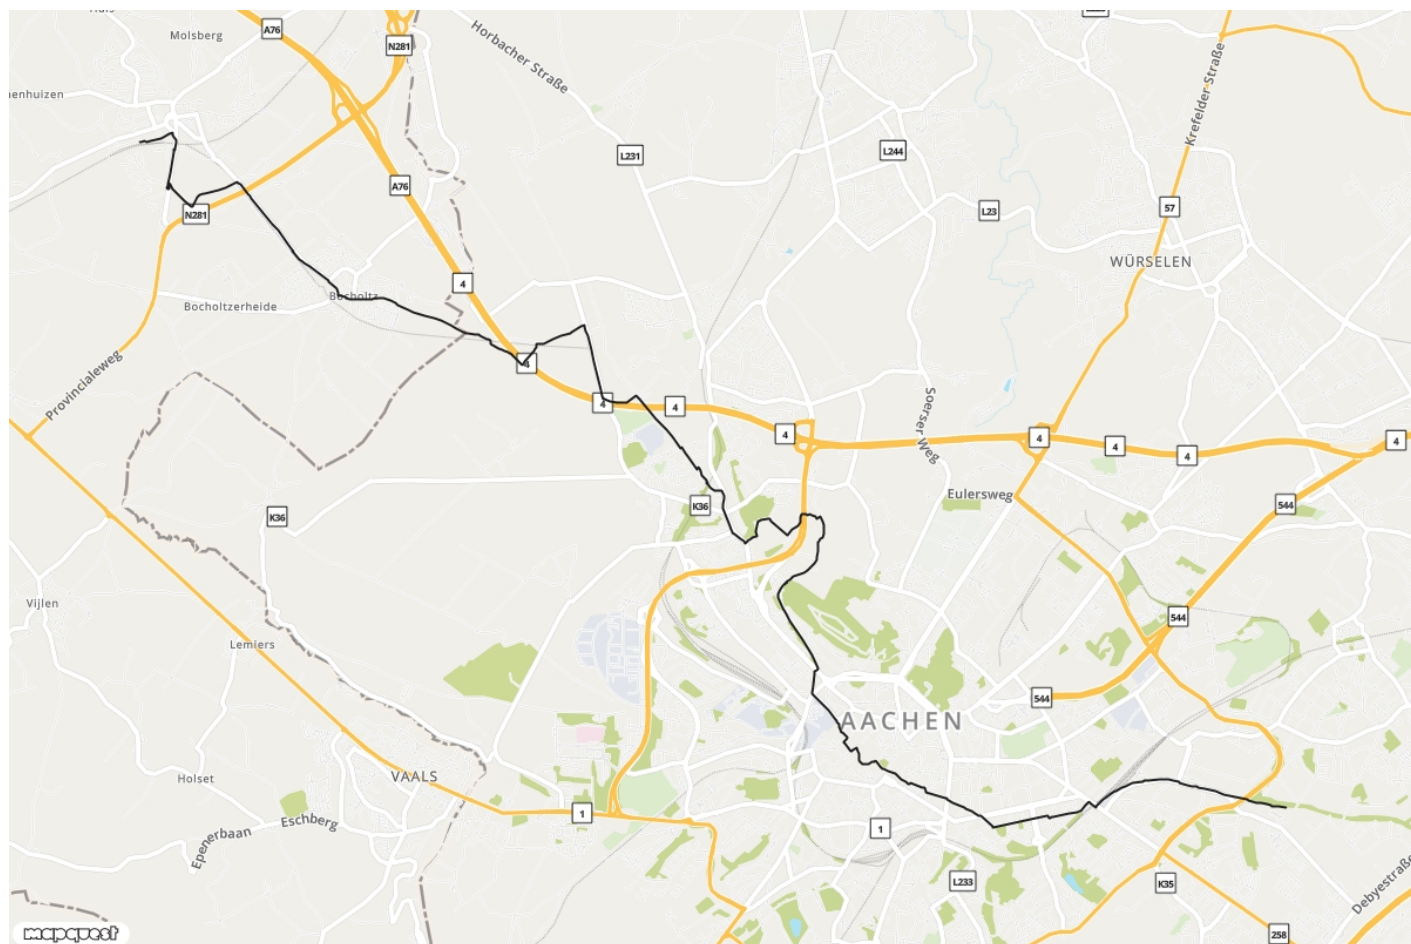 Molsberg
A76
N281
L23
Horbacher Straße
Krefelder Straße
L231
L244
A76
57
L23
N281
WÜRSELEN
4
Bocholtz
Bocholtzerheide
Provincialeweg
4
4
4
4
4
4
4
4
Soerser Weg
Eulersweg
K36
K36
544
Vijlen
544
Lemiers
544
AACHEN
Holset
VAALS
1
Epenerbaan
Eschberg
1
L233
K35
Debyestraße
258
mapquest